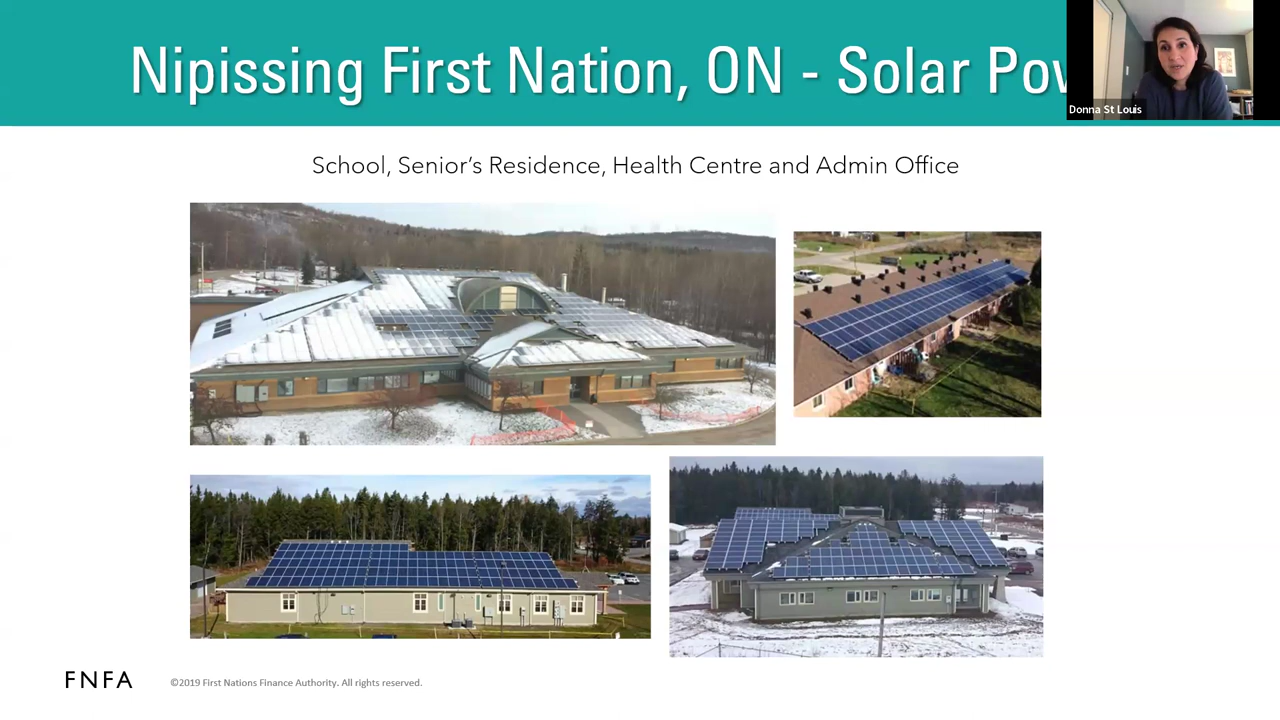 Nipissing First Nation, ON - Solar Pow
Donna St Louis
School, Senior's Residence, Health Centre and Admin Office
FNFA
©2019 First Nations Finance Authority. All rights reserved.